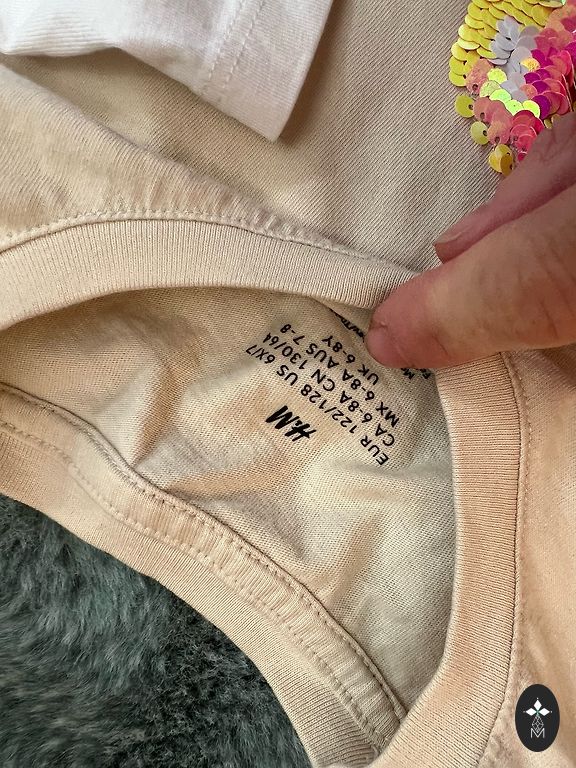 H&M
EUR 122/128 US 6X/7
CA 6-8A CN 130/64
MX 6-8A AUS 7-8
UK 6-8Y
M